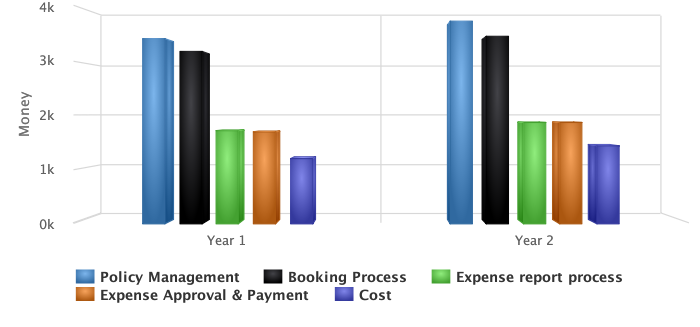 4k
3k
2k
1k
0k
Money
Year 1
Year 2
Policy Management
Booking Process
Expense report process
Expense Approval & Payment
Cost